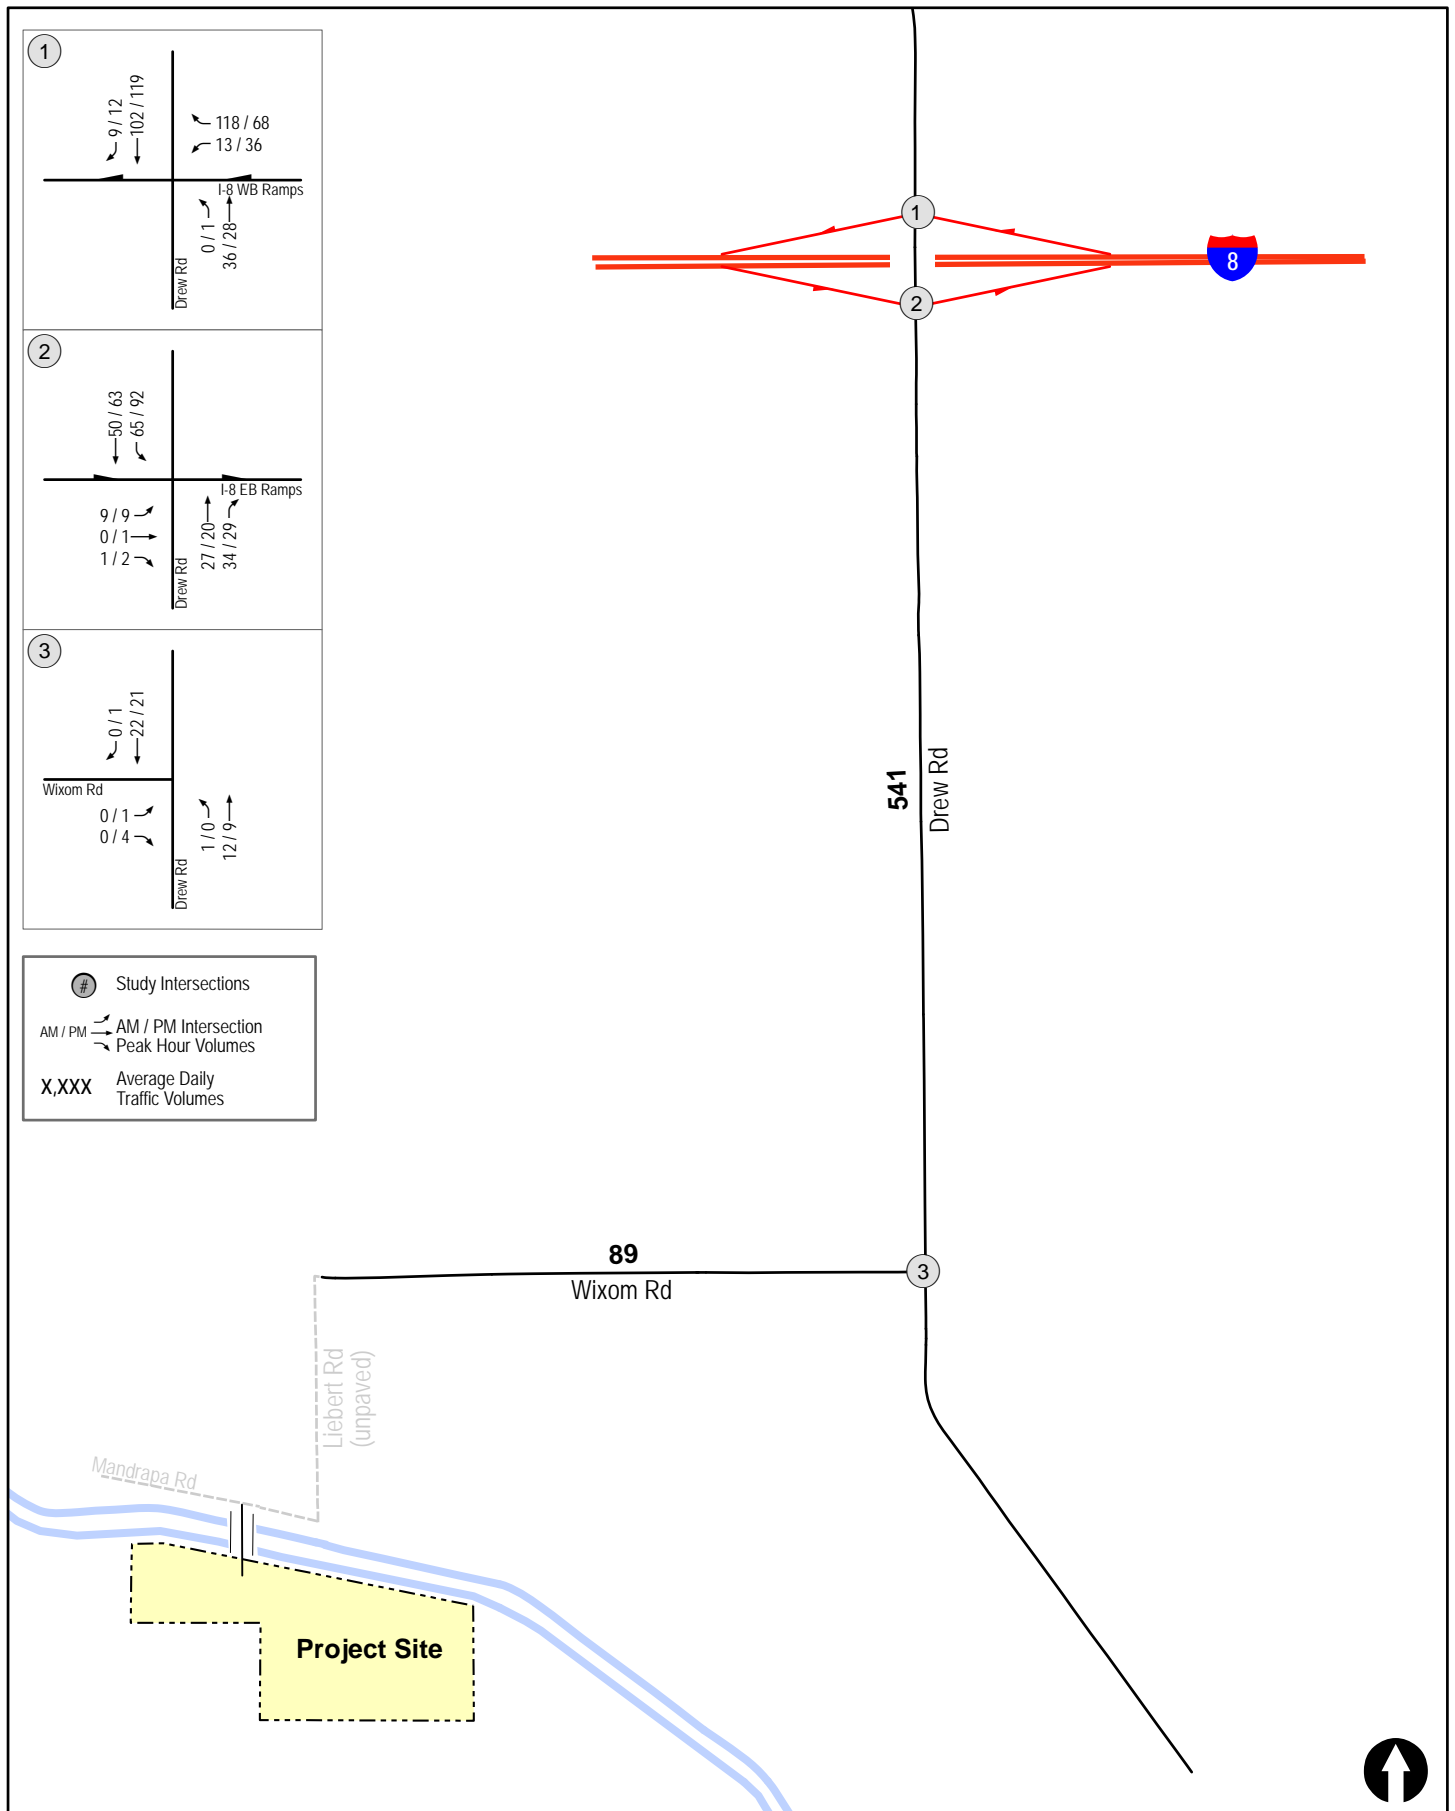 1
9 / 12
102 / 119
118 / 68
13 / 36
I-8 WB Ramps
0 / 1
36 / 28
Drew Rd
2
50 / 63
65 / 92
I-8 EB Ramps
9 / 9
0 / 1
1 / 2
27 / 20
34 / 29
Drew Rd
3
0 / 1
22 / 21
Wixom Rd
0 / 1
0 / 4
1 / 0
12 / 9
Drew Rd
# Study Intersections
AM / PM AM / PM Intersection
Peak Hour Volumes
X,XXX Average Daily
Traffic Volumes
1
8
2
541
Drew Rd
89
Wixom Rd
3
Liebert Rd
(unpaved)
Mandrapa Rd
Project Site